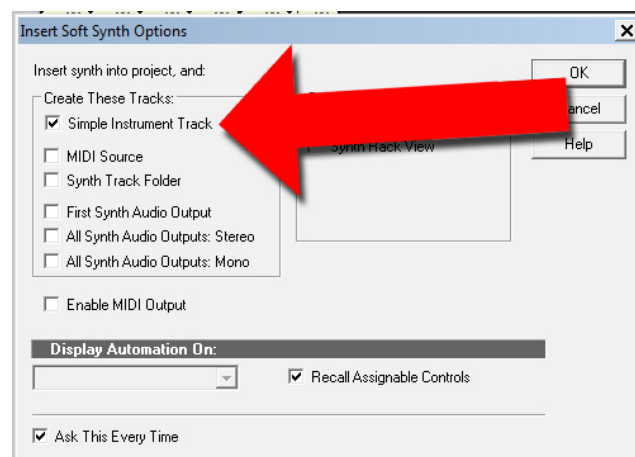 Insert Soft Synth Options
Insert synth into project, and:
OK
Create These Tracks:
Simple Instrument Track
Help
Synth Rack View
MIDI Source
Synth Track Folder
First Synth Audio Output
All Synth Audio Outputs: Stereo
All Synth Audio Outputs: Mono
Enable MIDI Output
Display Automation On:
Recall Assignable Controls
Ask This Every Time